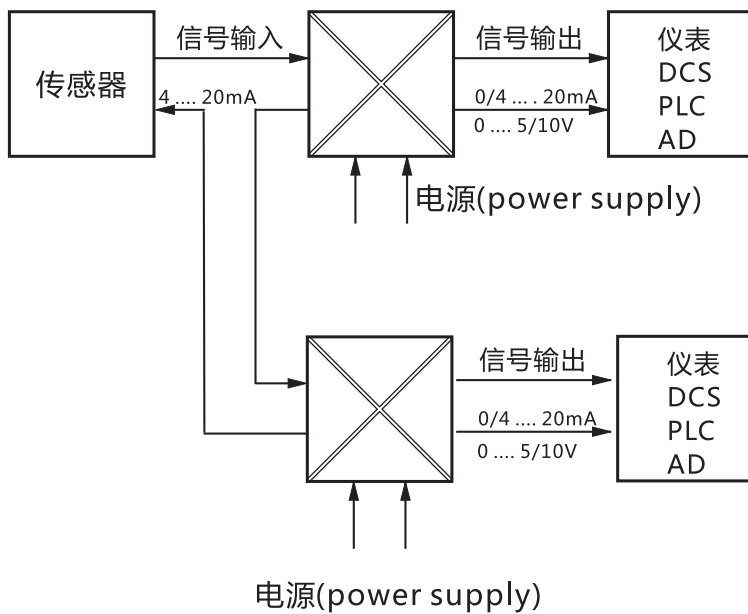 传感器
信号输入
4 .... 20mA
信号输出
0/4 ... . 20mA
0 .... 5/10V
仪表
DCS
PLC
AD
电源(power supply)
信号输出
0/4 .... 20mA
0 .... 5/10V
仪表
DCS
PLC
AD
电源(power supply)